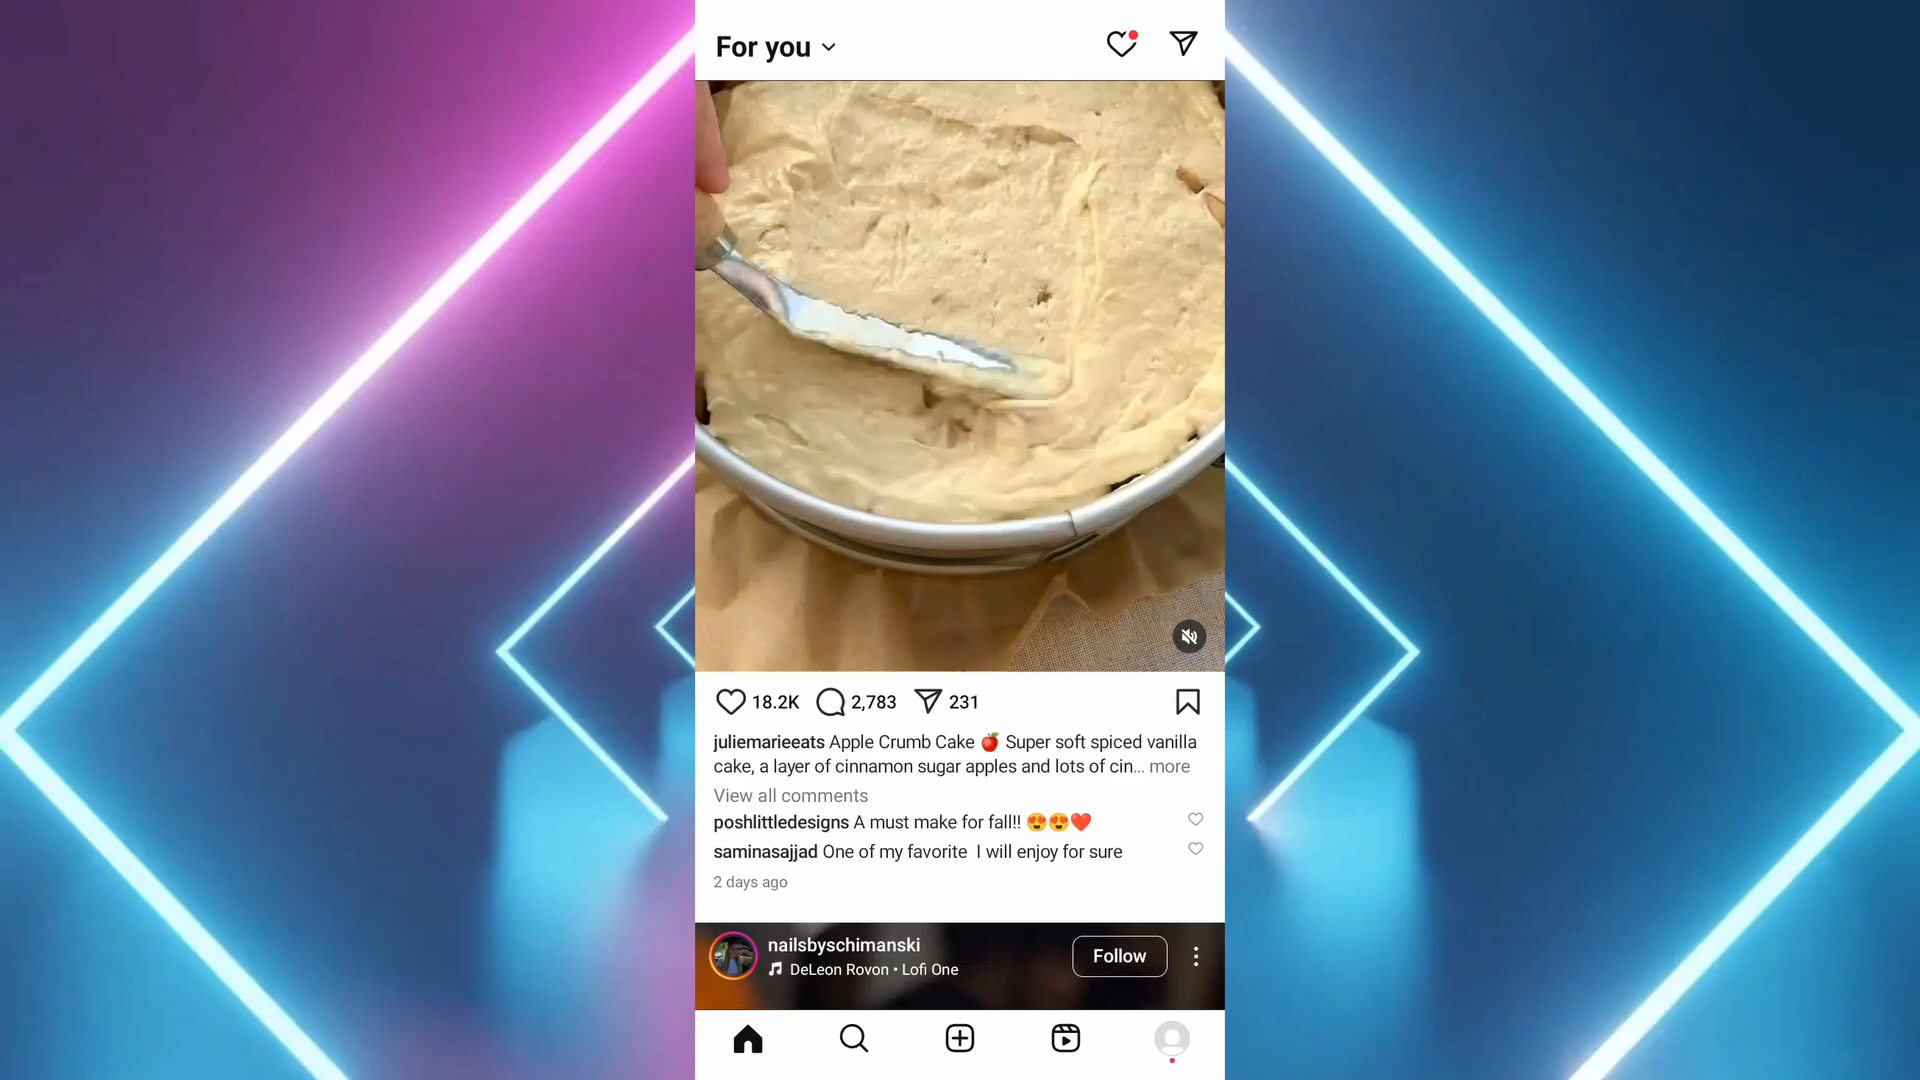 For you
18.2K 2,783 231
juliemarieeats Apple Crumb Cake 🍎 Super soft spiced vanilla
cake, a layer of cinnamon sugar apples and lots of cin... more
View all comments
poshlittledesigns A must make for fall!! 😍😍❤️
saminasajjad One of my favorite I will enjoy for sure
2 days ago
nailsbyschimanski
DeLeon Rovon • Lofi One
Follow